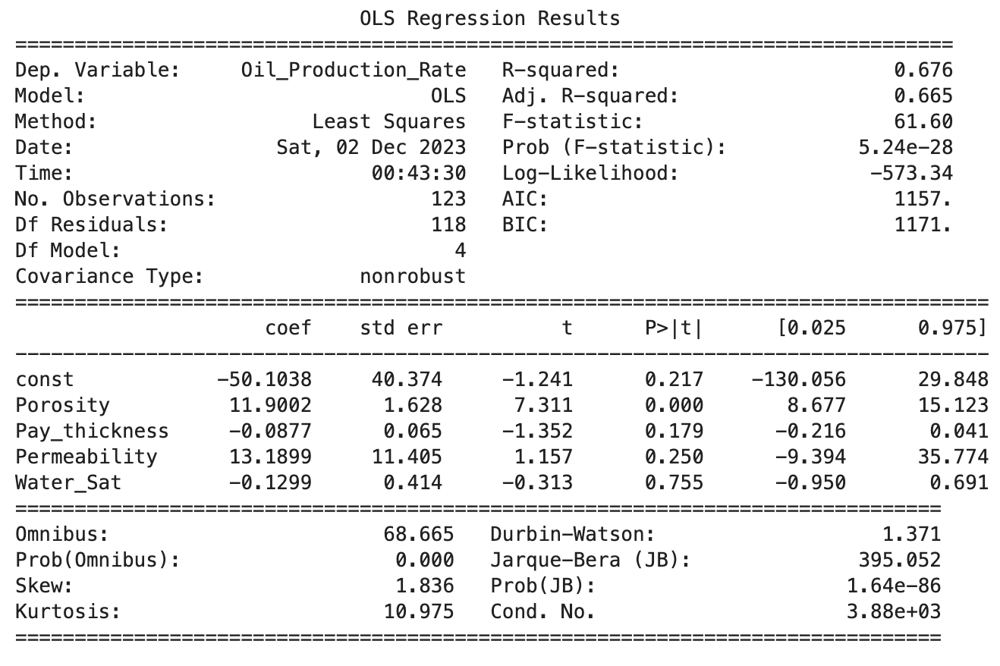 OLS Regression Results
==============================================================================
Dep. Variable:     Oil_Production_Rate   R-squared:                       0.676
Model:                             OLS   Adj. R-squared:                  0.665
Method:                  Least Squares   F-statistic:                     61.60
Date:                 Sat, 02 Dec 2023   Prob (F-statistic):           5.24e-28
Time:                         00:43:30   Log-Likelihood:                -573.34
No. Observations:                  123   AIC:                             1157.
Df Residuals:                      118   BIC:                             1171.
Df Model:                            4
Covariance Type:             nonrobust
==================================================================================
                     coef    std err          t      P>|t|      [0.025      0.975]
----------------------------------------------------------------------------------
const            -50.1038     40.374     -1.241      0.217    -130.056      29.848
Porosity          11.9002      1.628      7.311      0.000       8.677      15.123
Pay_thickness     -0.0877      0.065     -1.352      0.179      -0.216       0.041
Permeability      13.1899     11.405      1.157      0.250      -9.394      35.774
Water_Sat         -0.1299      0.414     -0.313      0.755      -0.950       0.691
==============================================================================
Omnibus:                       68.665   Durbin-Watson:                   1.371
Prob(Omnibus):                  0.000   Jarque-Bera (JB):              395.052
Skew:                           1.836   Prob(JB):                     1.64e-86
Kurtosis:                      10.975   Cond. No.                     3.88e+03
==============================================================================